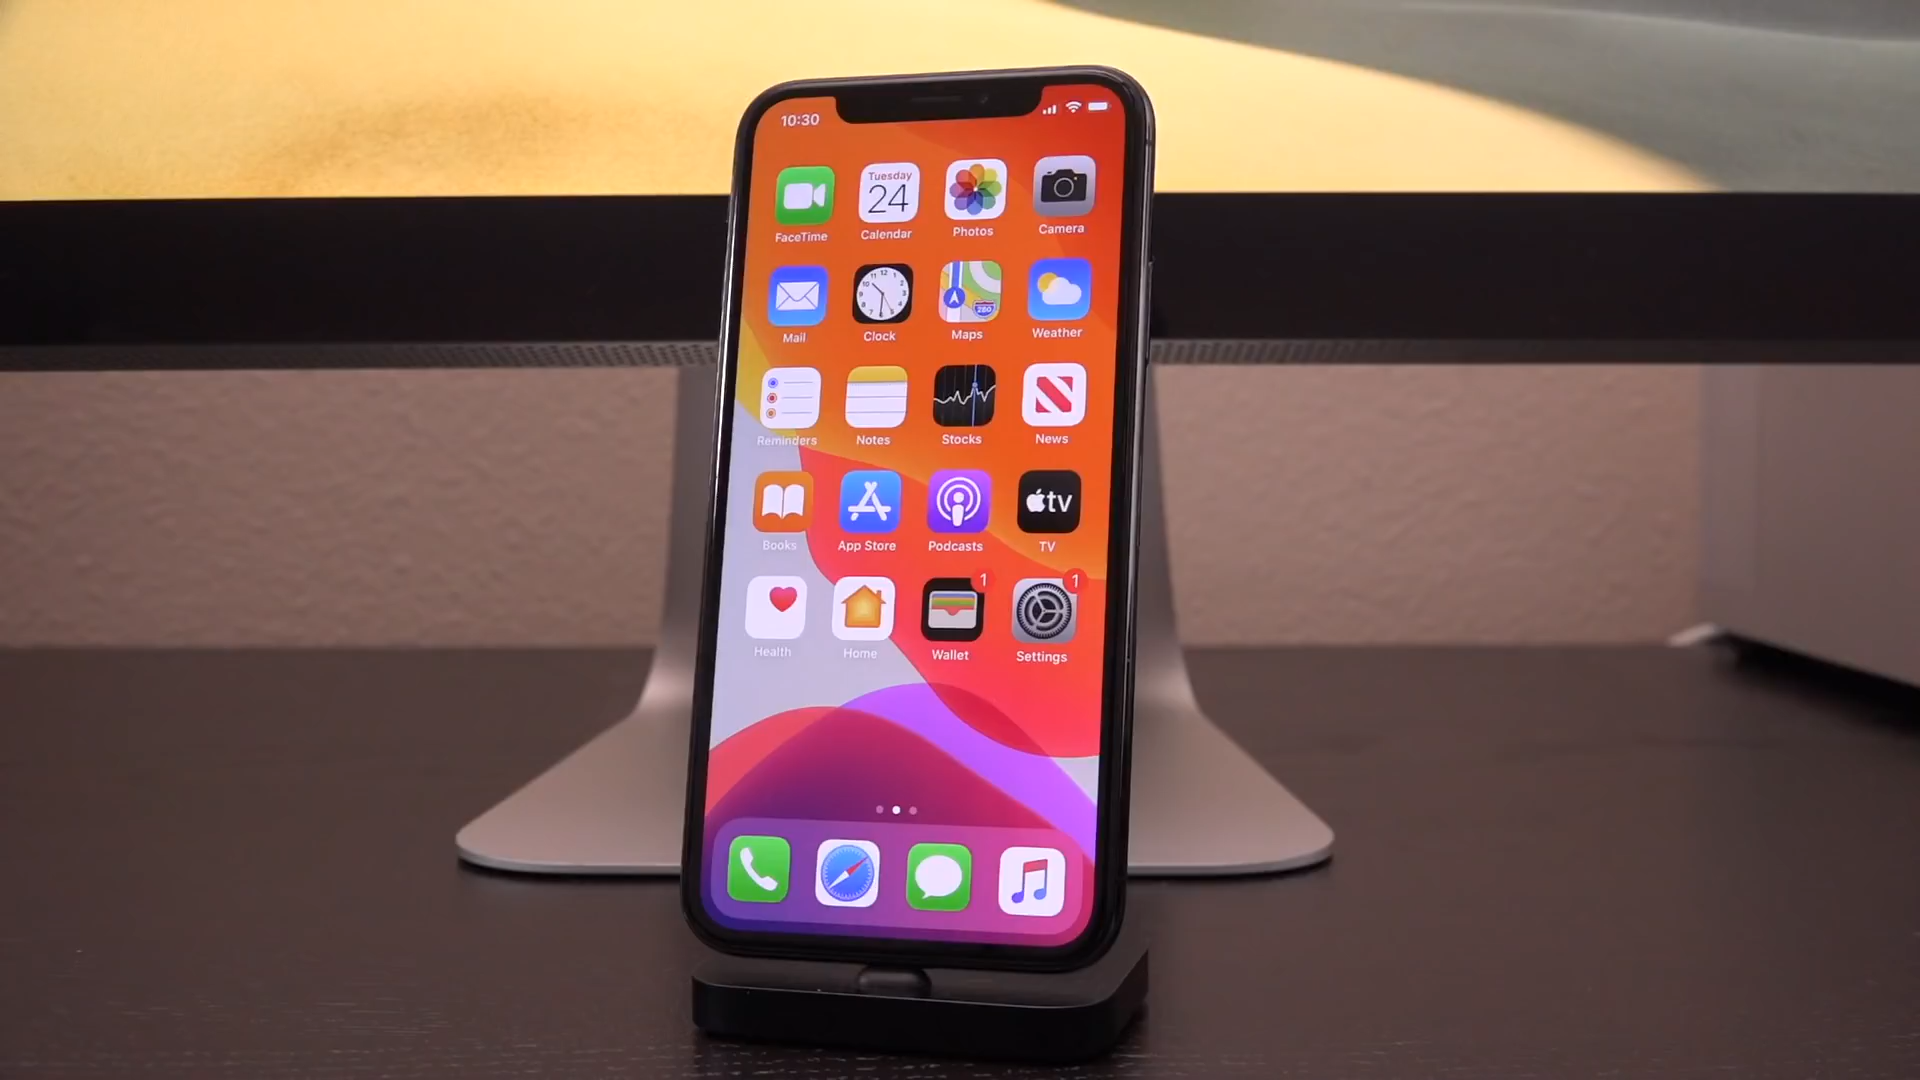 10:30
Tuesday
24
FaceTime
Calendar
Photos
Camera
280
Mail
Clock
Maps
Weather
Reminders
Notes
Stocks
News
tv
Books
App Store
Podcasts
TV
1
1
Health
Home
Wallet
Settings